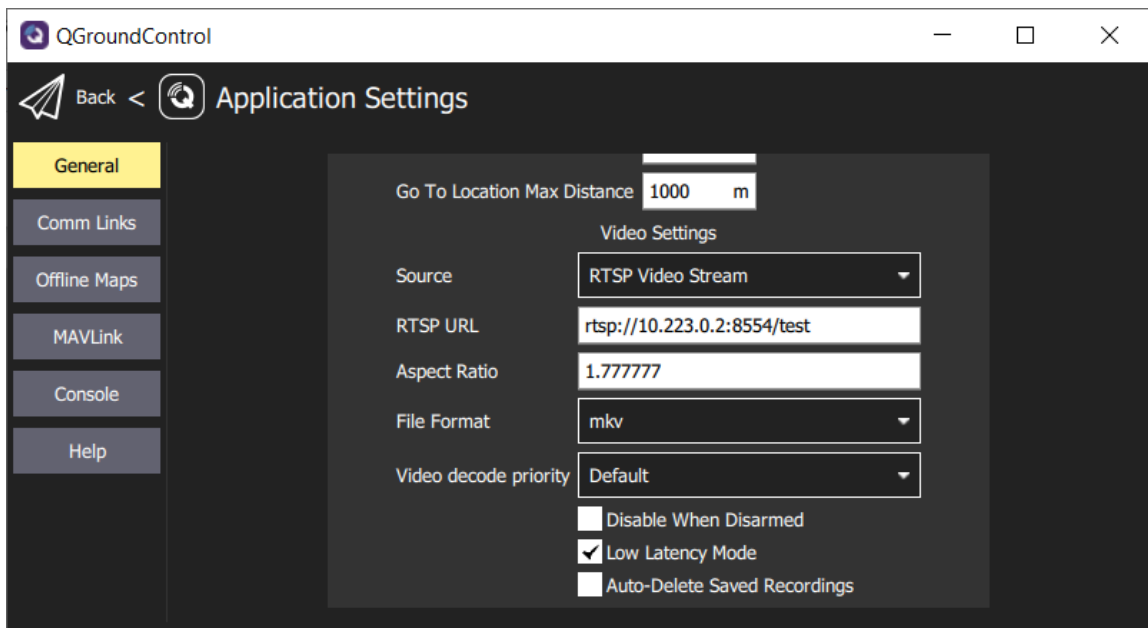 QGroundControl
Back < Application Settings
General
Comm Links
Offline Maps
MAVLink
Console
Help
Go To Location Max Distance 1000 m
Video Settings
Source RTSP Video Stream
RTSP URL rtsp://10.223.0.2:8554/test
Aspect Ratio 1.777777
File Format mkv
Video decode priority Default
Disable When Disarmed
Low Latency Mode
Auto-Delete Saved Recordings